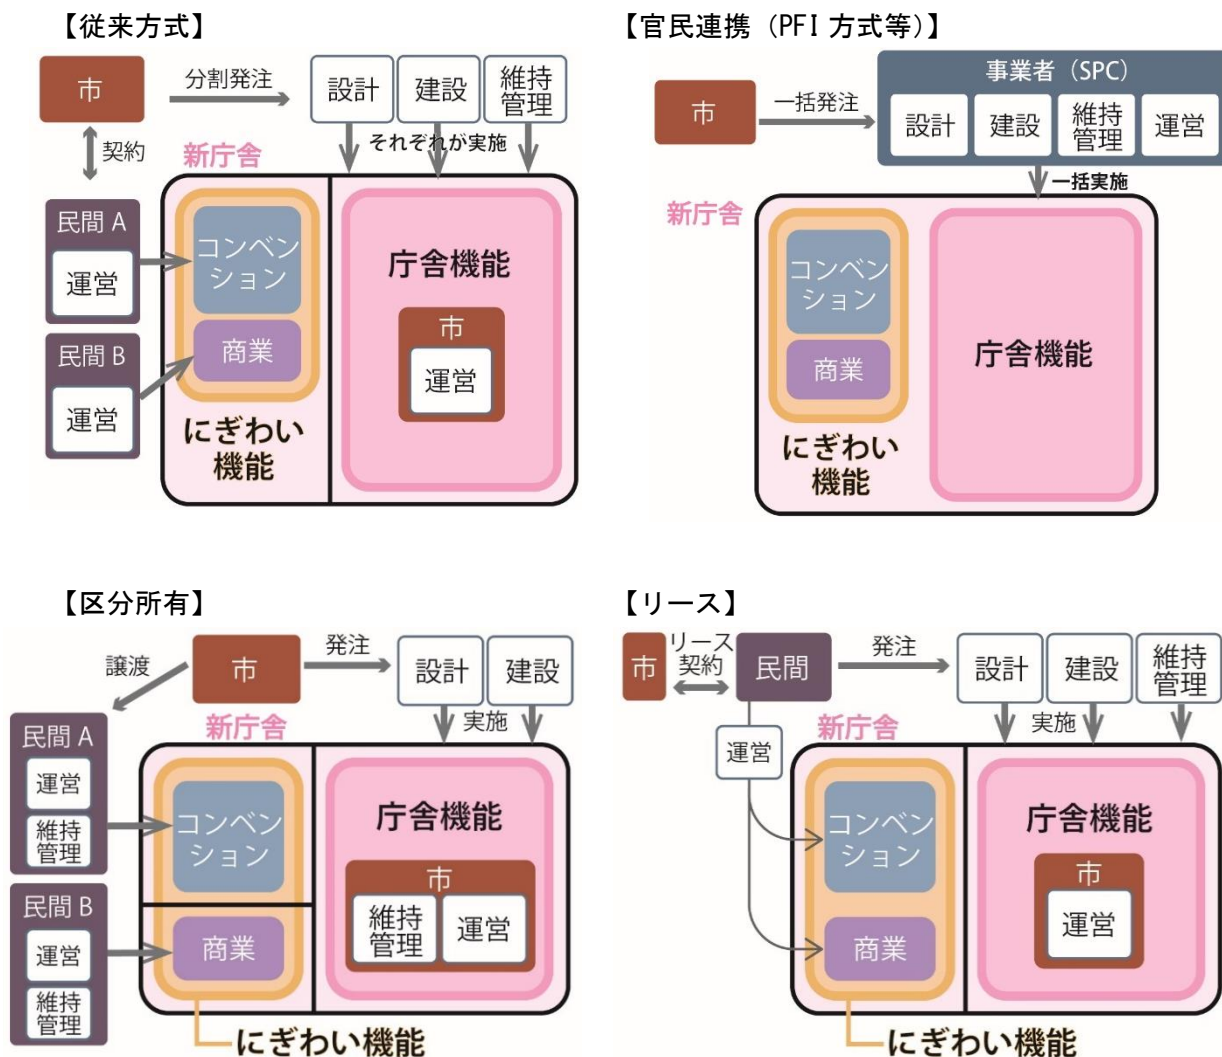 【従来方式】
市
分割発注
設計
建設
維持
管理
契約
それぞれが実施
新庁舎
民間 A
運営
民間 B
運営
コンベン
ション
商業
にぎわい
機能
庁舎機能
市
運営
【官民連携（PFI 方式等）】
市
一括発注
事業者（SPC）
設計
建設
維持
管理
運営
一括実施
新庁舎
コンベン
ション
商業
にぎわい
機能
庁舎機能
【区分所有】
譲渡
市
発注
設計
建設
実施
新庁舎
民間 A
運営
維持
管理
民間 B
運営
維持
管理
コンベン
ション
商業
にぎわい機能
庁舎機能
市
維持
管理
運営
【リース】
市
リース
契約
民間
発注
設計
建設
維持
管理
実施
運営
新庁舎
コンベン
ション
商業
にぎわい機能
庁舎機能
市
運営